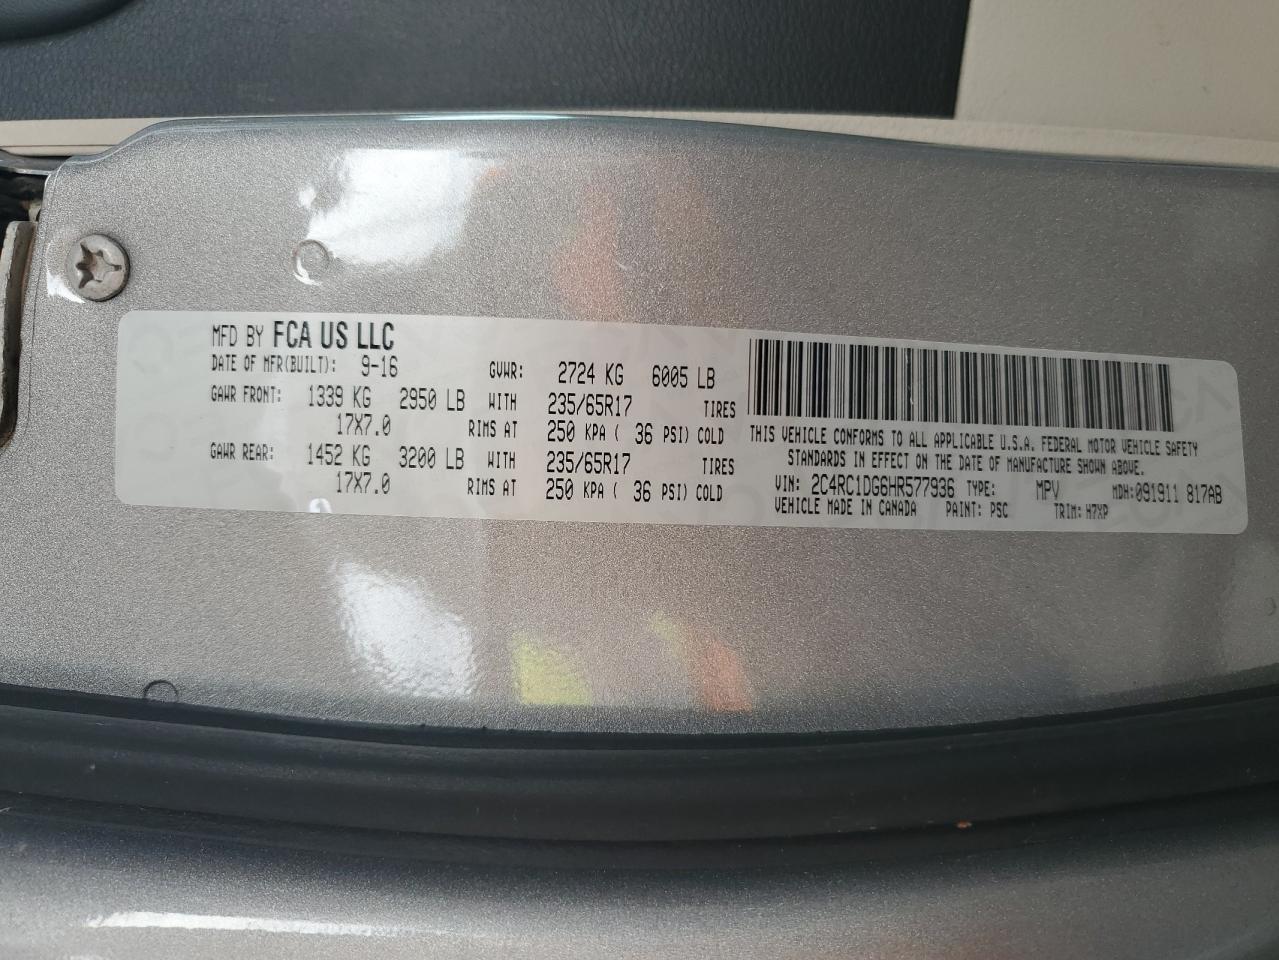 MFD BY FCA US LLC
DATE OF MFR(BUILT): 9-16 GVWR: 2724 KG 6005 LB
GAWR FRONT: 1339 KG 2950 LB WITH 235/65R17 TIRES
17X7.0 RIMS AT 250 KPA ( 36 PSI) COLD
GAWR REAR: 1452 KG 3200 LB WITH 235/65R17 TIRES
17X7.0 RIMS AT 250 KPA ( 36 PSI) COLD
THIS VEHICLE CONFORMS TO ALL APPLICABLE U.S.A. FEDERAL MOTOR VEHICLE SAFETY
STANDARDS IN EFFECT ON THE DATE OF MANUFACTURE SHOWN ABOVE.
VIN: 2C4RC1DG6HR577936 TYPE: MPV MDH:091911 817AB
VEHICLE MADE IN CANADA PAINT: PSC TRIM: H7XP